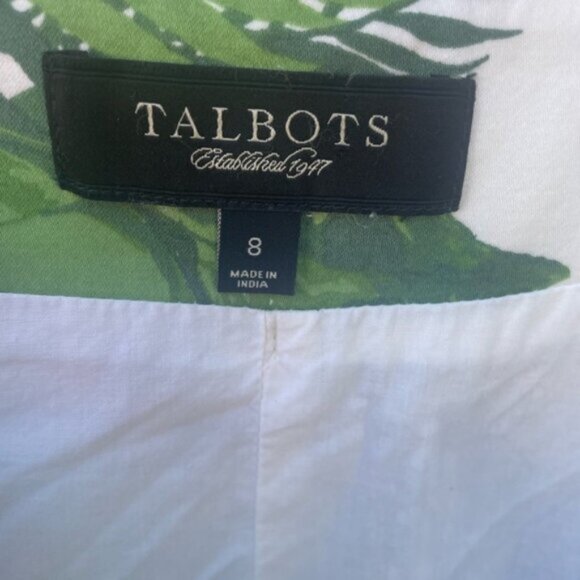 TALBOTS
Established 1947
8
MADE IN
INDIA